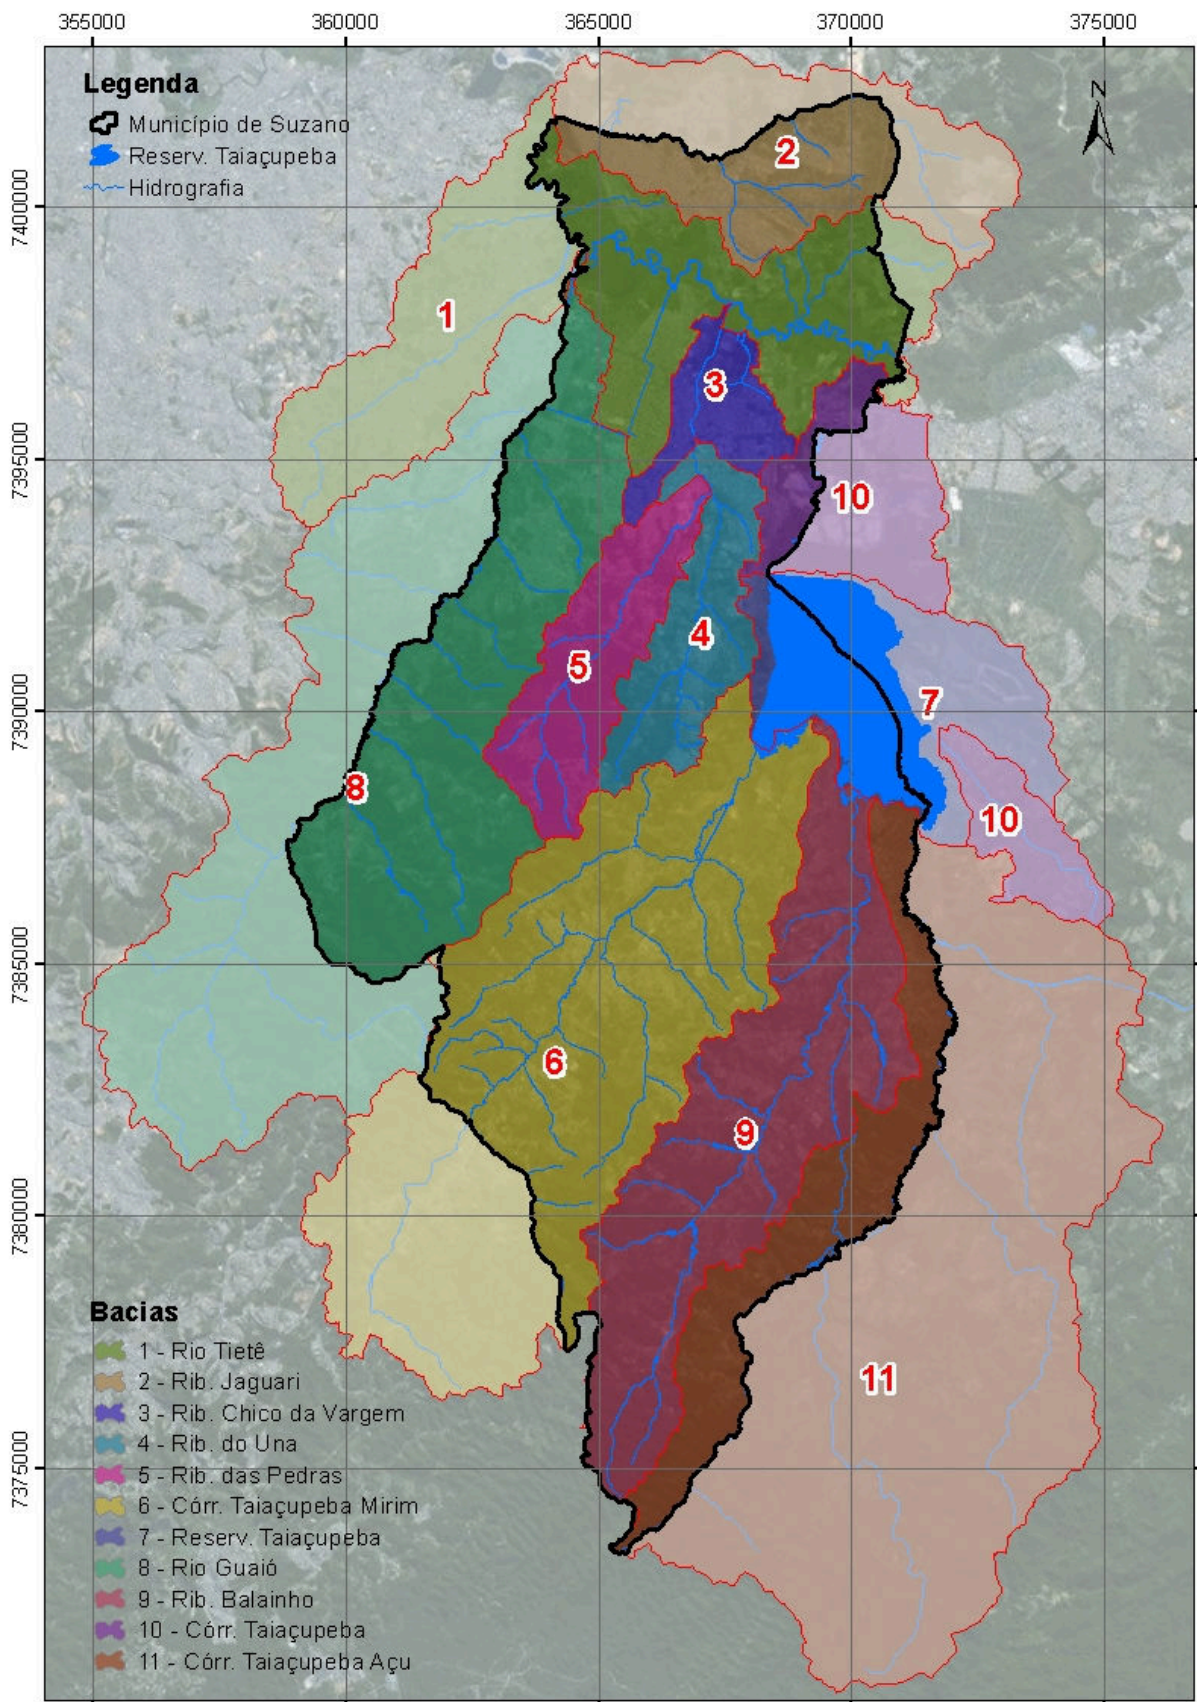 355000 360000 365000 370000 375000
Legenda
Município de Suzano
Reserv. Taiaçupeba
Hidrografia
N
2
7400000
1
3
7395000
10
4
5
7390000
7
8
10
7385000
6
9
7380000
11
7375000
Bacias
1 - Rio Tietê
2 - Rib. Jaguari
3 - Rib. Chico da Vargem
4 - Rib. do Una
5 - Rib. das Pedras
6 - Córr. Taiaçupeba Mirim
7 - Reserv. Taiaçupeba
8 - Rio Guaió
9 - Rib. Balainho
10 - Córr. Taiaçupeba
11 - Córr. Taiaçupeba Açu